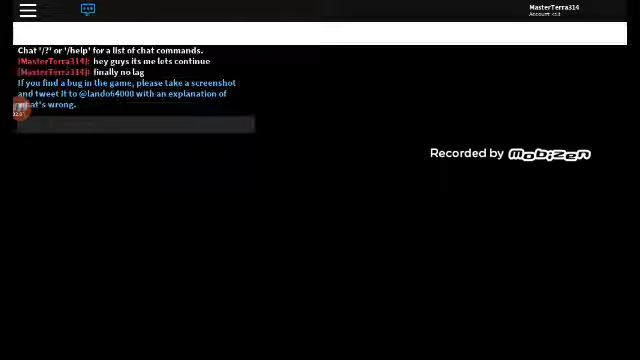 MasterTerra314
Account: <13
Chat '/?' or '/help' for a list of chat commands.
[MasterTerra314]: hey guys its me lets continue
[MasterTerra314]: finally no lag
If you find a bug in the game, please take a screenshot
and tweet it to @lando64000 with an explanation of
what's wrong.
Recorded by mobizen